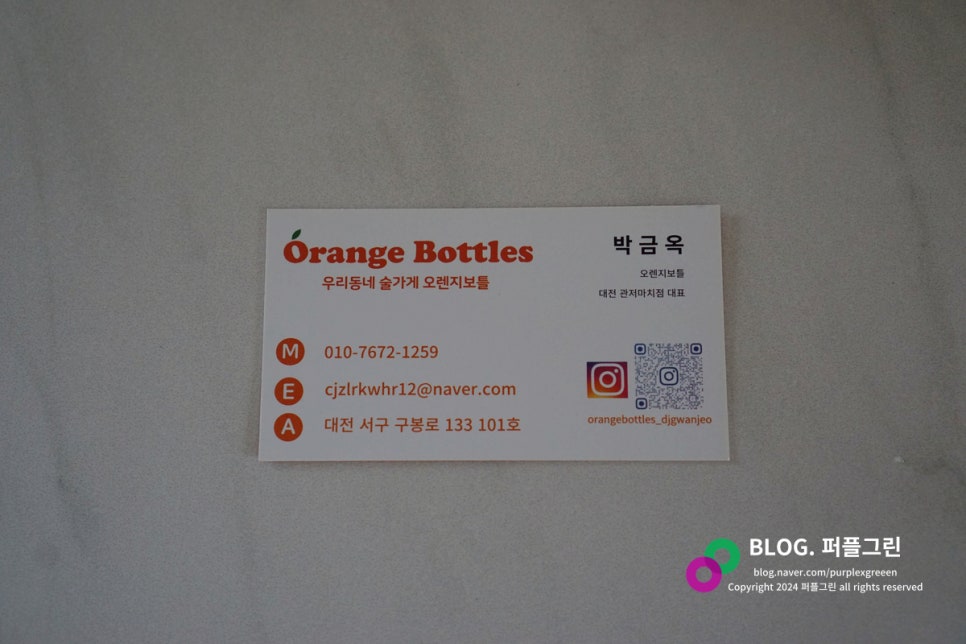 Orange Bottles
우리동네 술가게 오렌지보틀
박금옥
오렌지보틀
대전 관저마치점 대표
M 010-7672-1259
E cjzlrkwhr12@naver.com
A 대전 서구 구봉로 133 101호
orangebottles_djgwanjeo
BLOG. 퍼플그린
blog.naver.com/purplexgreeen
Copyright 2024 퍼플그린 all rights reserved